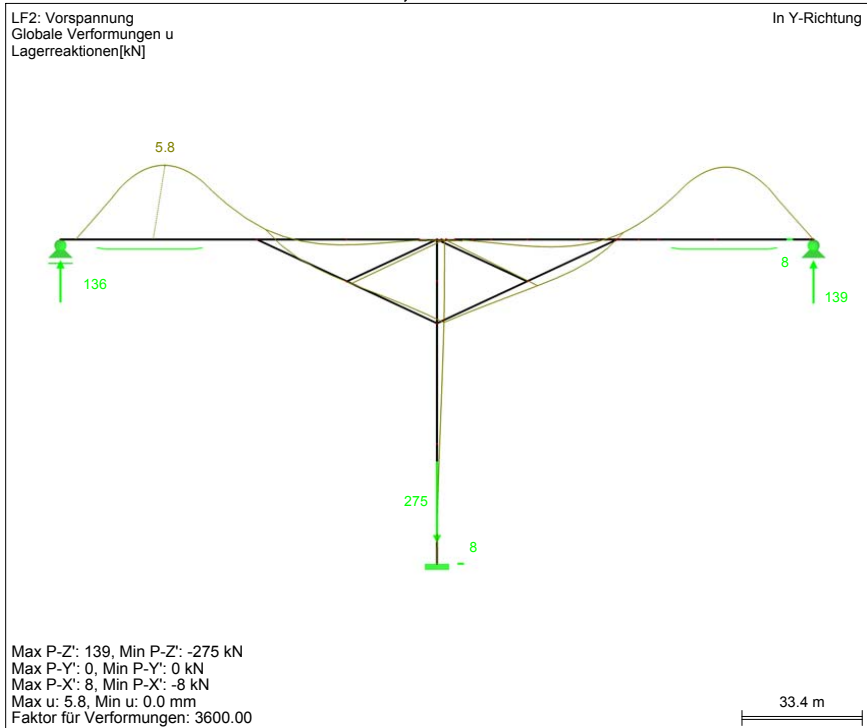 LF2: Vorspannung
In Y-Richtung
Globale Verformungen u
Lagerreaktionen[kN]
5.8
136
8
139
275
8
Max P-Z': 139, Min P-Z': -275 kN
Max P-Y': 0, Min P-Y': 0 kN
Max P-X': 8, Min P-X': -8 kN
Max u: 5.8, Min u: 0.0 mm
Faktor für Verformungen: 3600.00
33.4 m